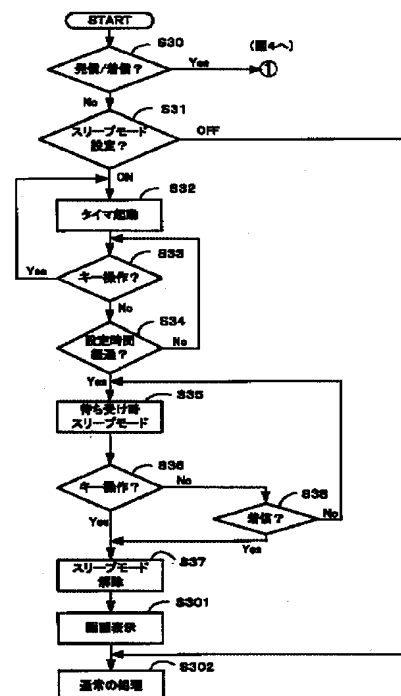 START
S30
発信/着信?
Yes
(図4へ)
①
No
S31
スリープモード
設定?
OFF
ON
S32
タイマ起動
S33
キー操作?
Yes
No
S34
設定時間
経過?
No
Yes
S35
待ち受け時
スリープモード
S36
キー操作?
No
S38
着信?
No
Yes
Yes
S37
スリープモード
解除
S301
画面表示
S302
通常の処理